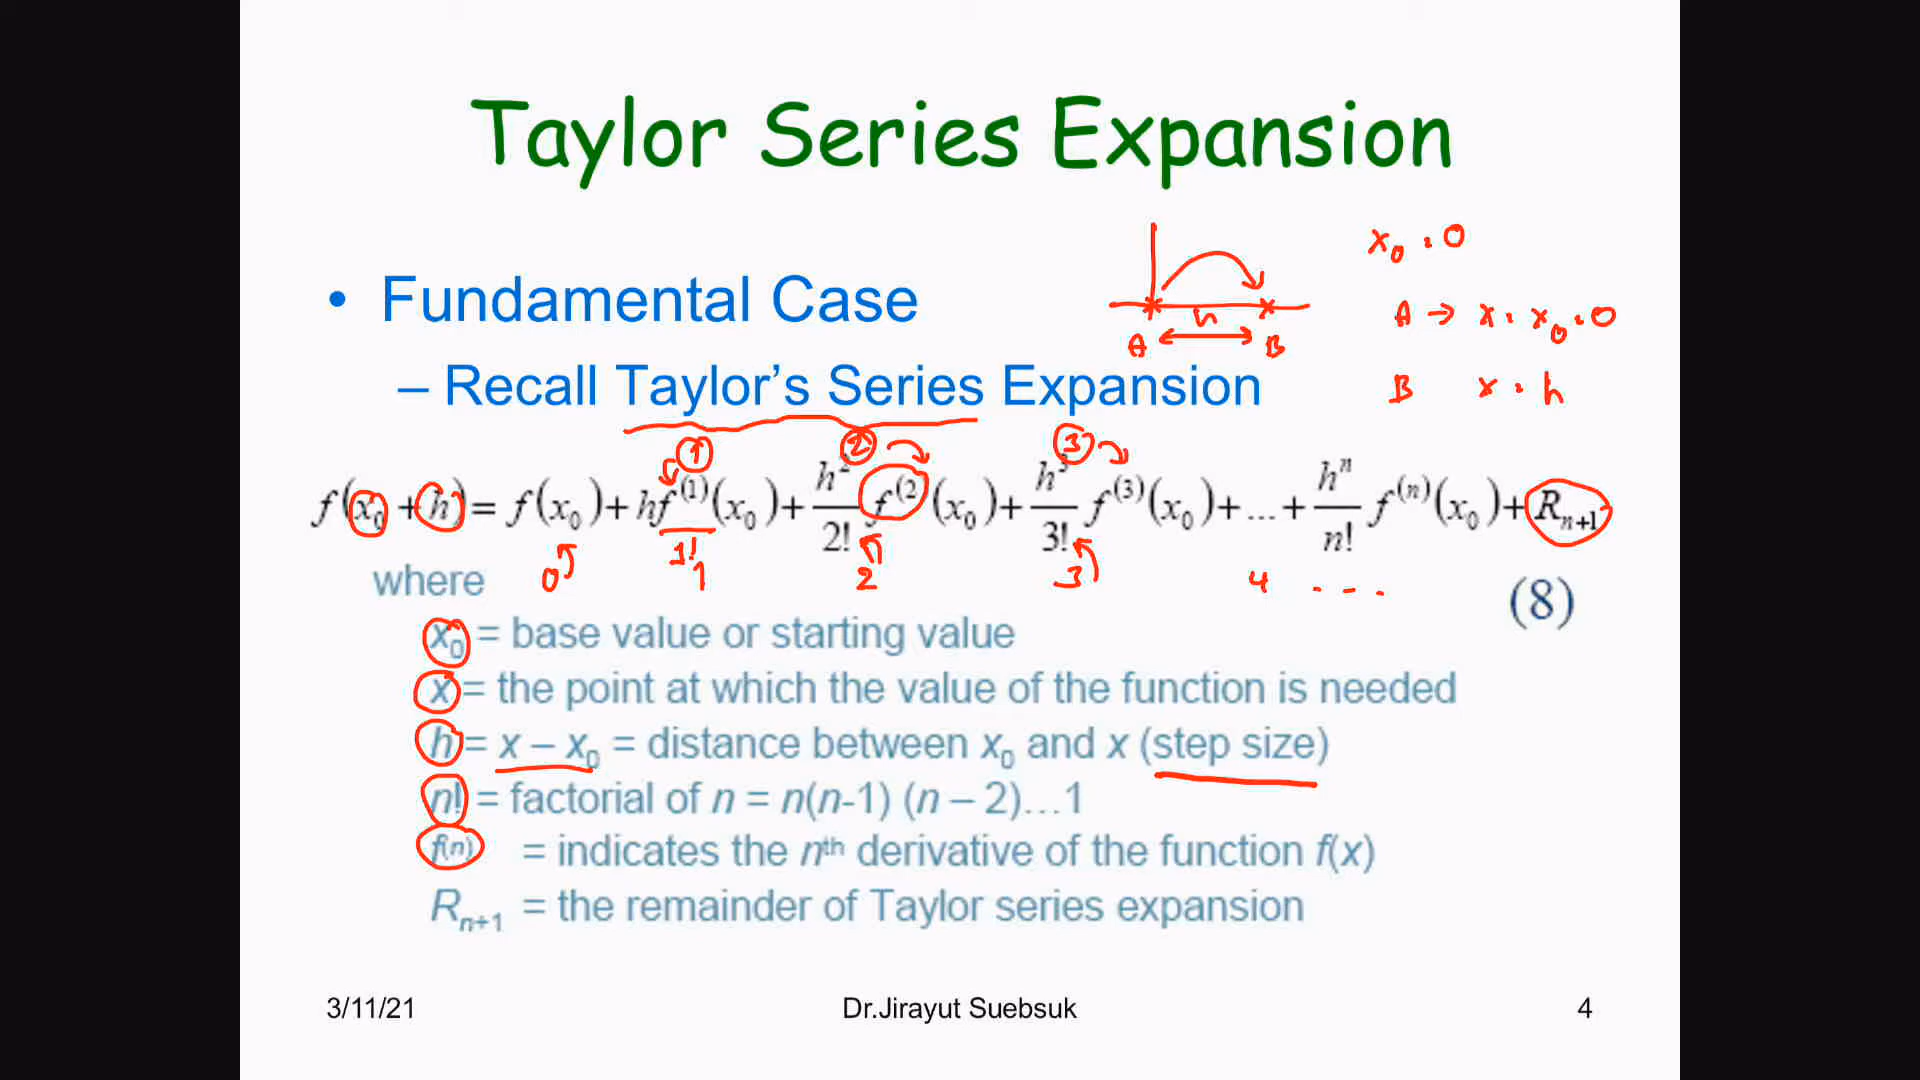 Taylor Series Expansion
x₀ = 0
• Fundamental Case
h
A → x = x₀ = 0
A B
– Recall Taylor’s Series Expansion
B x = h
1 2 3
f(x₀ + h) = f(x₀) + hf⁽¹⁾(x₀) + h²/2! f⁽²(x₀) + h³/3! f⁽³⁾(x₀) + ... + hⁿ/n! f⁽ⁿ⁾(x₀) + Rₙ₊₁
1!
0 1 2 3 4 ...
where
(8)
x₀ = base value or starting value
x = the point at which the value of the function is needed
h = x – x₀ = distance between x₀ and x (step size)
n! = factorial of n = n(n-1) (n – 2)...1
f(n) = indicates the nth derivative of the function f(x)
Rₙ₊₁ = the remainder of Taylor series expansion
3/11/21
Dr.Jirayut Suebsuk
4